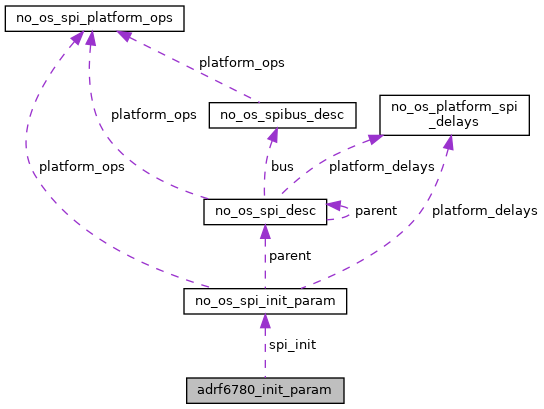 no_os_spi_platform_ops
platform_ops
no_os_platform_spi
_delays
no_os_spibus_desc
platform_ops
platform_ops
bus
platform_delays
no_os_spi_desc
parent
platform_delays
parent
no_os_spi_init_param
spi_init
adrf6780_init_param